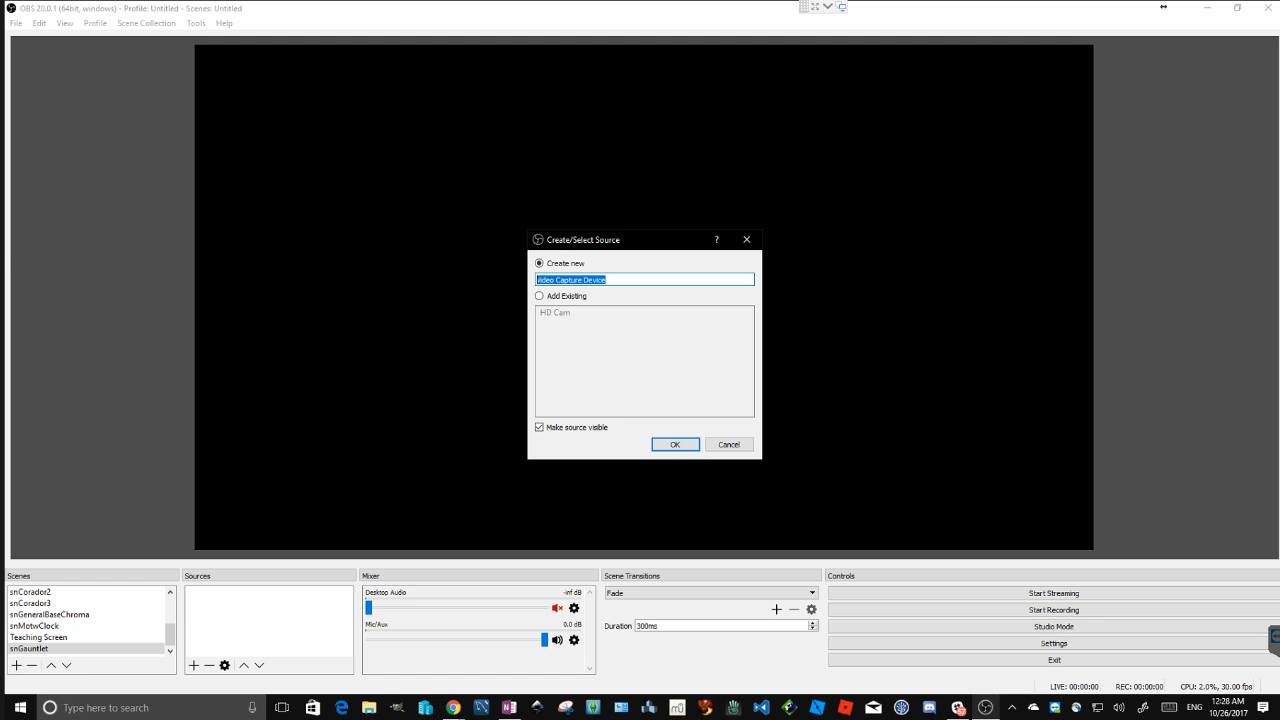 OBS 20.0.1 (64bit, windows) - Profile: Untitled - Scenes: Untitled
File Edit View Profile Scene Collection Tools Help
Create/Select Source ?
Create new
Video Capture Device
Add Existing
HD Cam
Make source visible
OK Cancel
Scenes
snCorador2
snCorador3
snGeneralBaseChroma
snMotwClock
Teaching Screen
snGauntlet
Sources
Mixer
Desktop Audio -inf dB
Mic/Aux 0.0 dB
Scene Transitions
Fade
Duration 300ms
Controls
Start Streaming
Start Recording
Studio Mode
Settings
Exit
LIVE: 00:00:00 REC: 00:00:00 CPU: 2.0%, 30.00 fps
Type here to search
ENG
12:28 AM
10/26/2017